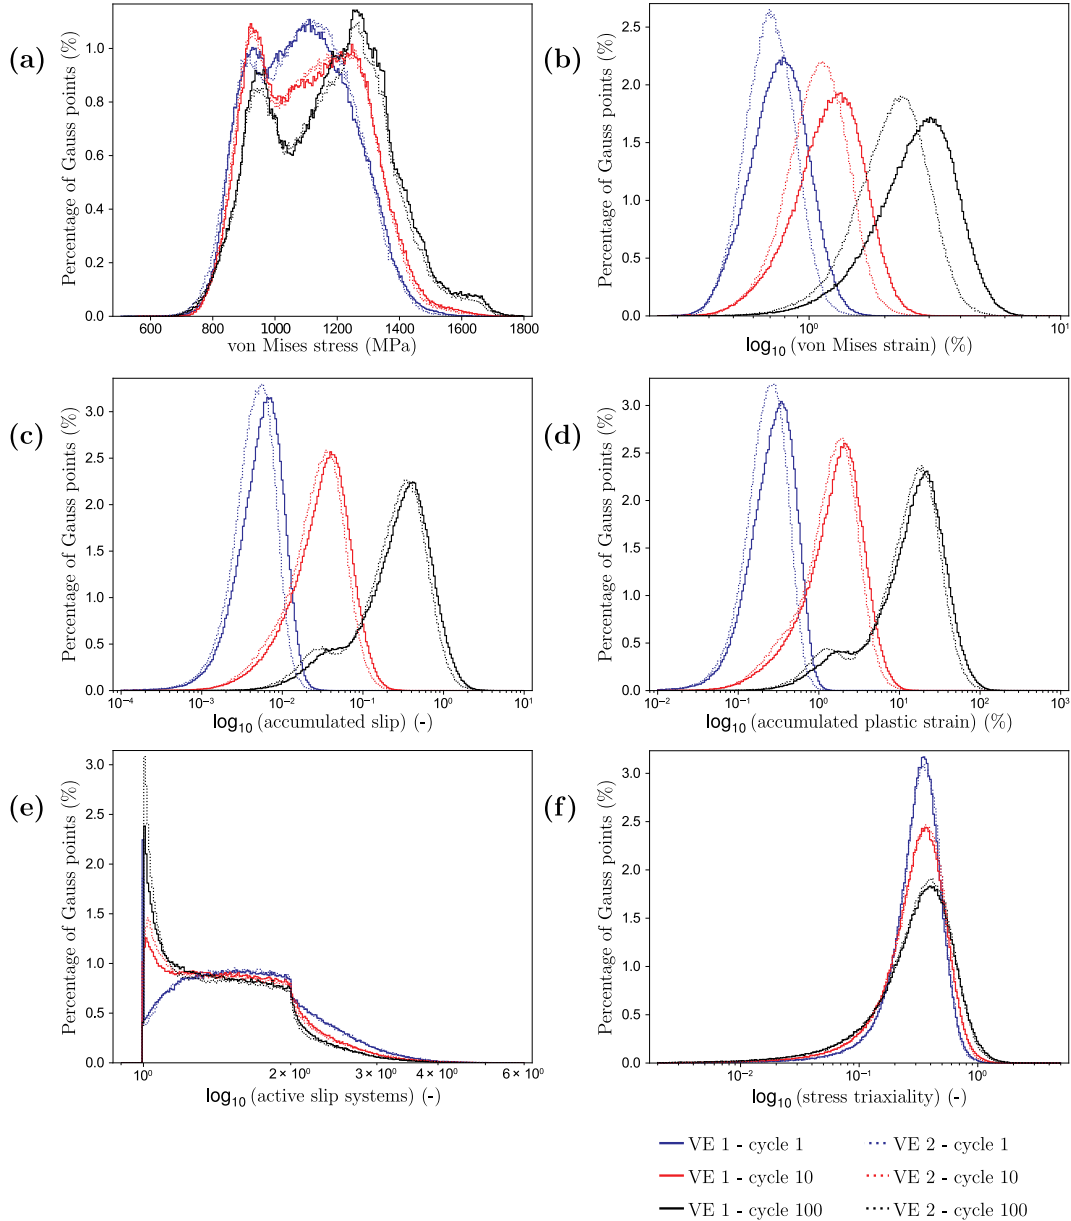 (a)
Percentage of Gauss points (%)
0.0
0.2
0.4
0.6
0.8
1.0
600
800
1000
1200
1400
1600
1800
von Mises stress (MPa)
(b)
Percentage of Gauss points (%)
0.0
0.5
1.0
1.5
2.0
2.5
10⁰
10¹
log₁₀ (von Mises strain) (%)
(c)
Percentage of Gauss points (%)
0.0
0.5
1.0
1.5
2.0
2.5
3.0
10⁻⁴
10⁻³
10⁻²
10⁻¹
10⁰
10¹
log₁₀ (accumulated slip) (-)
(d)
Percentage of Gauss points (%)
0.0
0.5
1.0
1.5
2.0
2.5
3.0
10⁻²
10⁻¹
10⁰
10¹
10²
10³
log₁₀ (accumulated plastic strain) (%)
(e)
Percentage of Gauss points (%)
0.0
0.5
1.0
1.5
2.0
2.5
3.0
10⁰
2 × 10⁰
3 × 10⁰
4 × 10⁰
6 × 10⁰
log₁₀ (active slip systems) (-)
(f)
Percentage of Gauss points (%)
0.0
0.5
1.0
1.5
2.0
2.5
3.0
10⁻²
10⁻¹
10⁰
log₁₀ (stress triaxiality) (-)
VE 1 - cycle 1
VE 2 - cycle 1
VE 1 - cycle 10
VE 2 - cycle 10
VE 1 - cycle 100
VE 2 - cycle 100